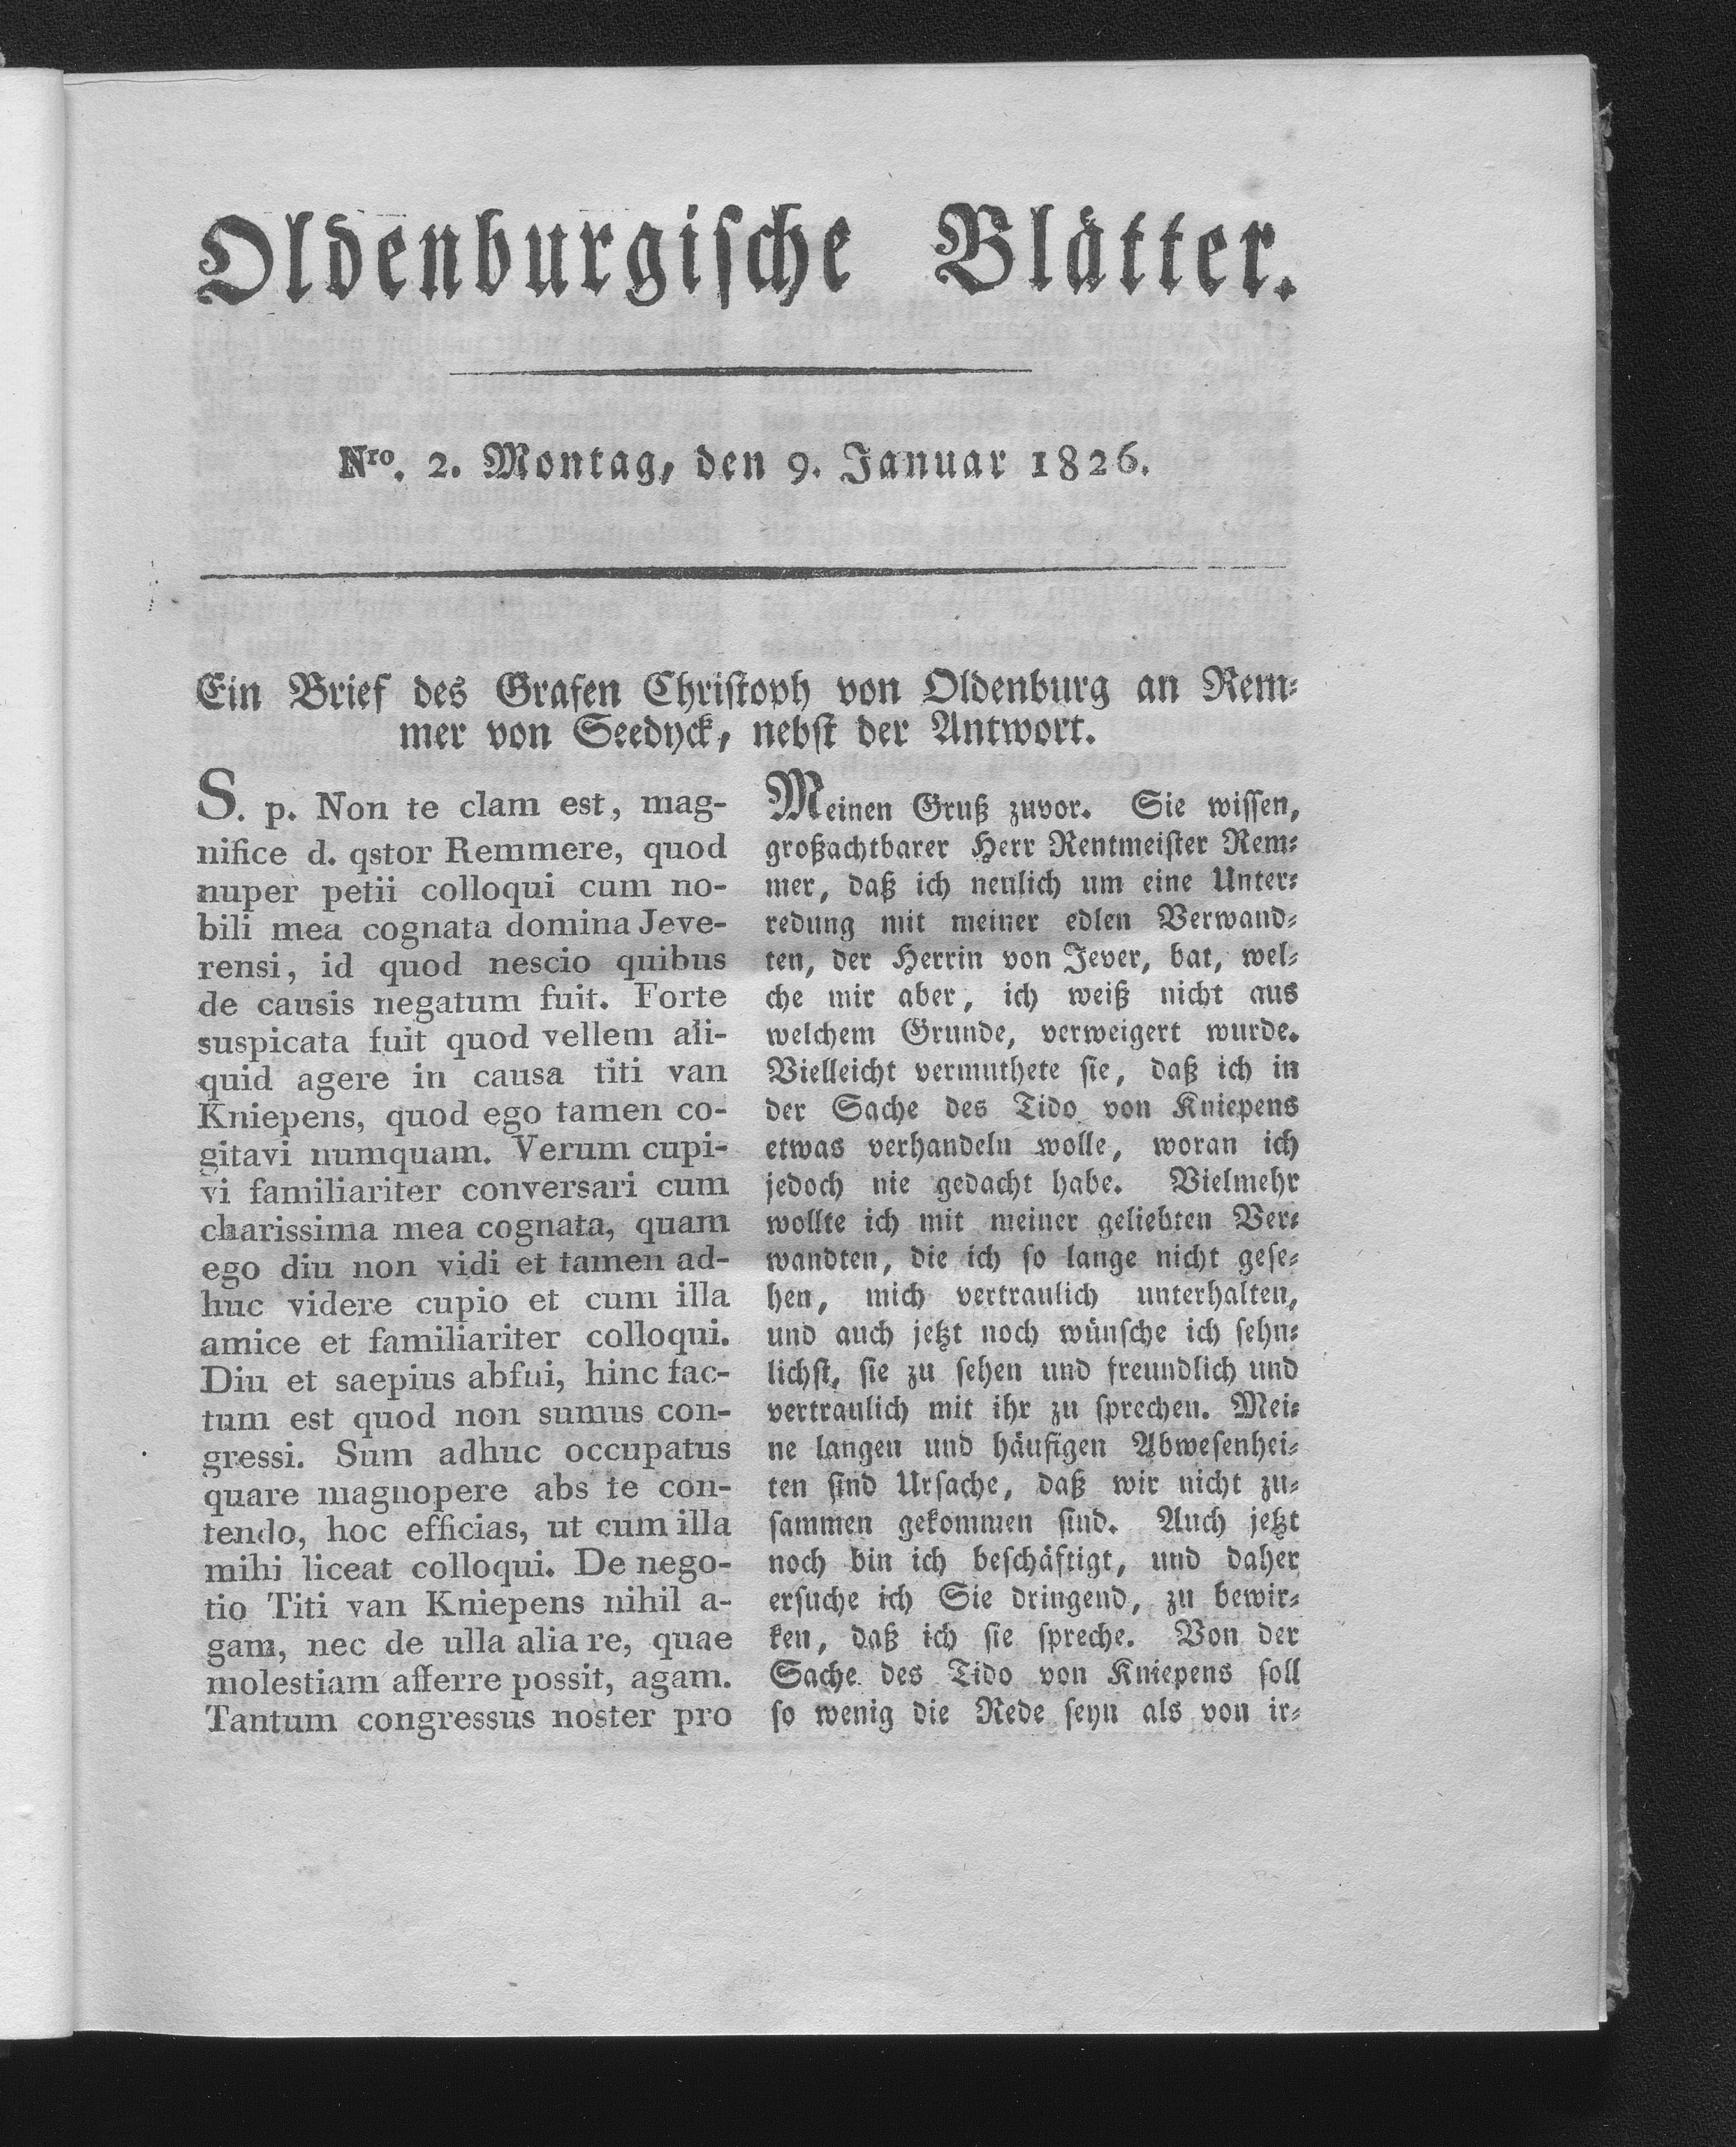 Oldenburgische Blätter.
Nro. 2. Montag, den 9. Januar 1826.
Ein Brief des Grafen Christoph von Oldenburg an Rem-
mer von Seedyck, nebst der Antwort.
S. p. Non te clam est, mag-
nifice d. qstor Remmere, quod
nuper petii colloqui cum no-
bili mea cognata domina Jeve-
rensi, id quod nescio quibus
de causis negatum fuit. Forte
suspicata fuit quod vellem ali-
quid agere in causa titi van
Kniepens, quod ego tamen co-
gitavi numquam. Verum cupi-
vi familiariter conversari cum
charissima mea cognata, quam
ego diu non vidi et tamen ad-
huc videre cupio et cum illa
amice et familiariter colloqui.
Diu et saepius abfui, hinc fac-
tum est quod non sumus con-
gressi. Sum adhuc occupatus
quare magnopere abs te con-
tendo, hoc efficias, ut cum illa
mihi liceat colloqui. De nego-
tio Titi van Kniepens nihil a-
gam, nec de ulla alia re, quae
molestiam afferre possit, agam.
Tantum congressus noster pro
Meinen Gruß zuvor. Sie wissen,
großachtbarer Herr Rentmeister Rem-
mer, daß ich neulich um eine Unter-
redung mit meiner edlen Verwand-
ten, der Herrin von Jever, bat, wel-
che mir aber, ich weiß nicht aus
welchem Grunde, verweigert wurde.
Vielleicht vermuthete sie, daß ich in
der Sache des Tido von Kniepens
etwas verhandeln wolle, woran ich
jedoch nie gedacht habe. Vielmehr
wollte ich mit meiner geliebten Ver-
wandten, die ich so lange nicht gese-
hen, mich vertraulich unterhalten,
und auch jetzt noch wünsche ich sehn-
lichst, sie zu sehen und freundlich und
vertraulich mit ihr zu sprechen. Mei-
ne langen und häufigen Abwesenhei-
ten sind Ursache, daß wir nicht zu-
sammen gekommen sind. Auch jetzt
noch bin ich beschäftigt, und daher
ersuche ich Sie dringend, zu bewir-
ken, daß ich sie spreche. Von der
Sache des Tido von Kniepens soll
so wenig die Rede seyn als von ir-